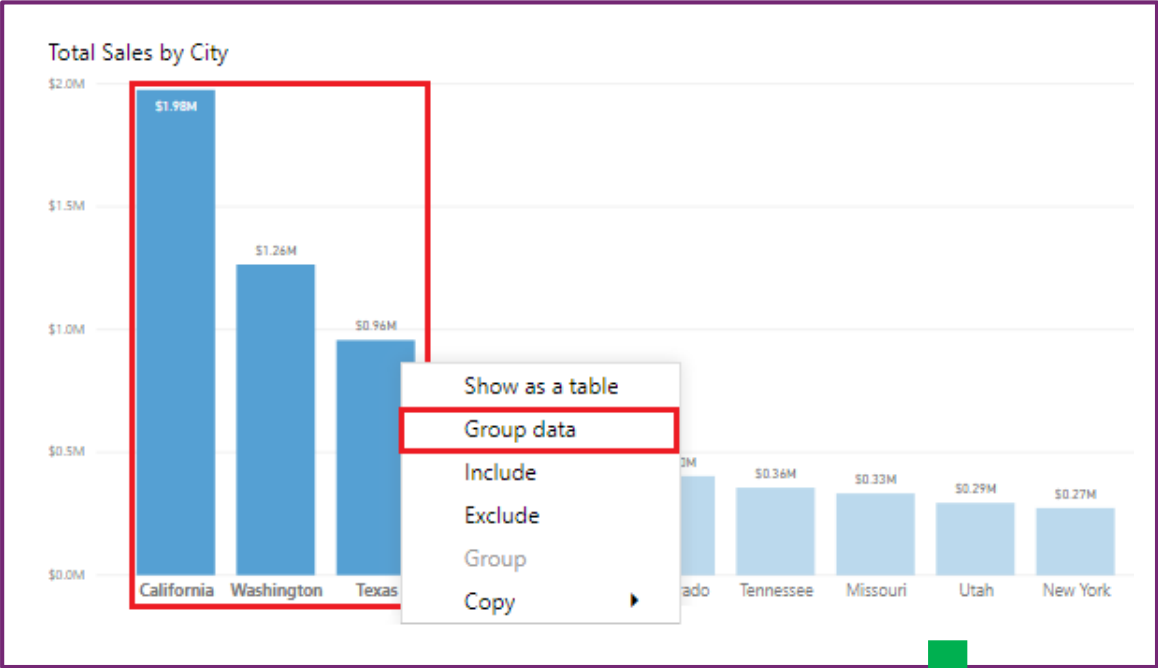 Total Sales by City
$2.0M
$1.98M
$1.5M
$1.26M
$1.0M
$0.96M
Show as a table
Group data
$0.5M
Include
$0.36M
$0.33M
$0.29M
$0.27M
Exclude
Group
$0.0M
California Washington Texas Tennessee Missouri Utah New York
Copy